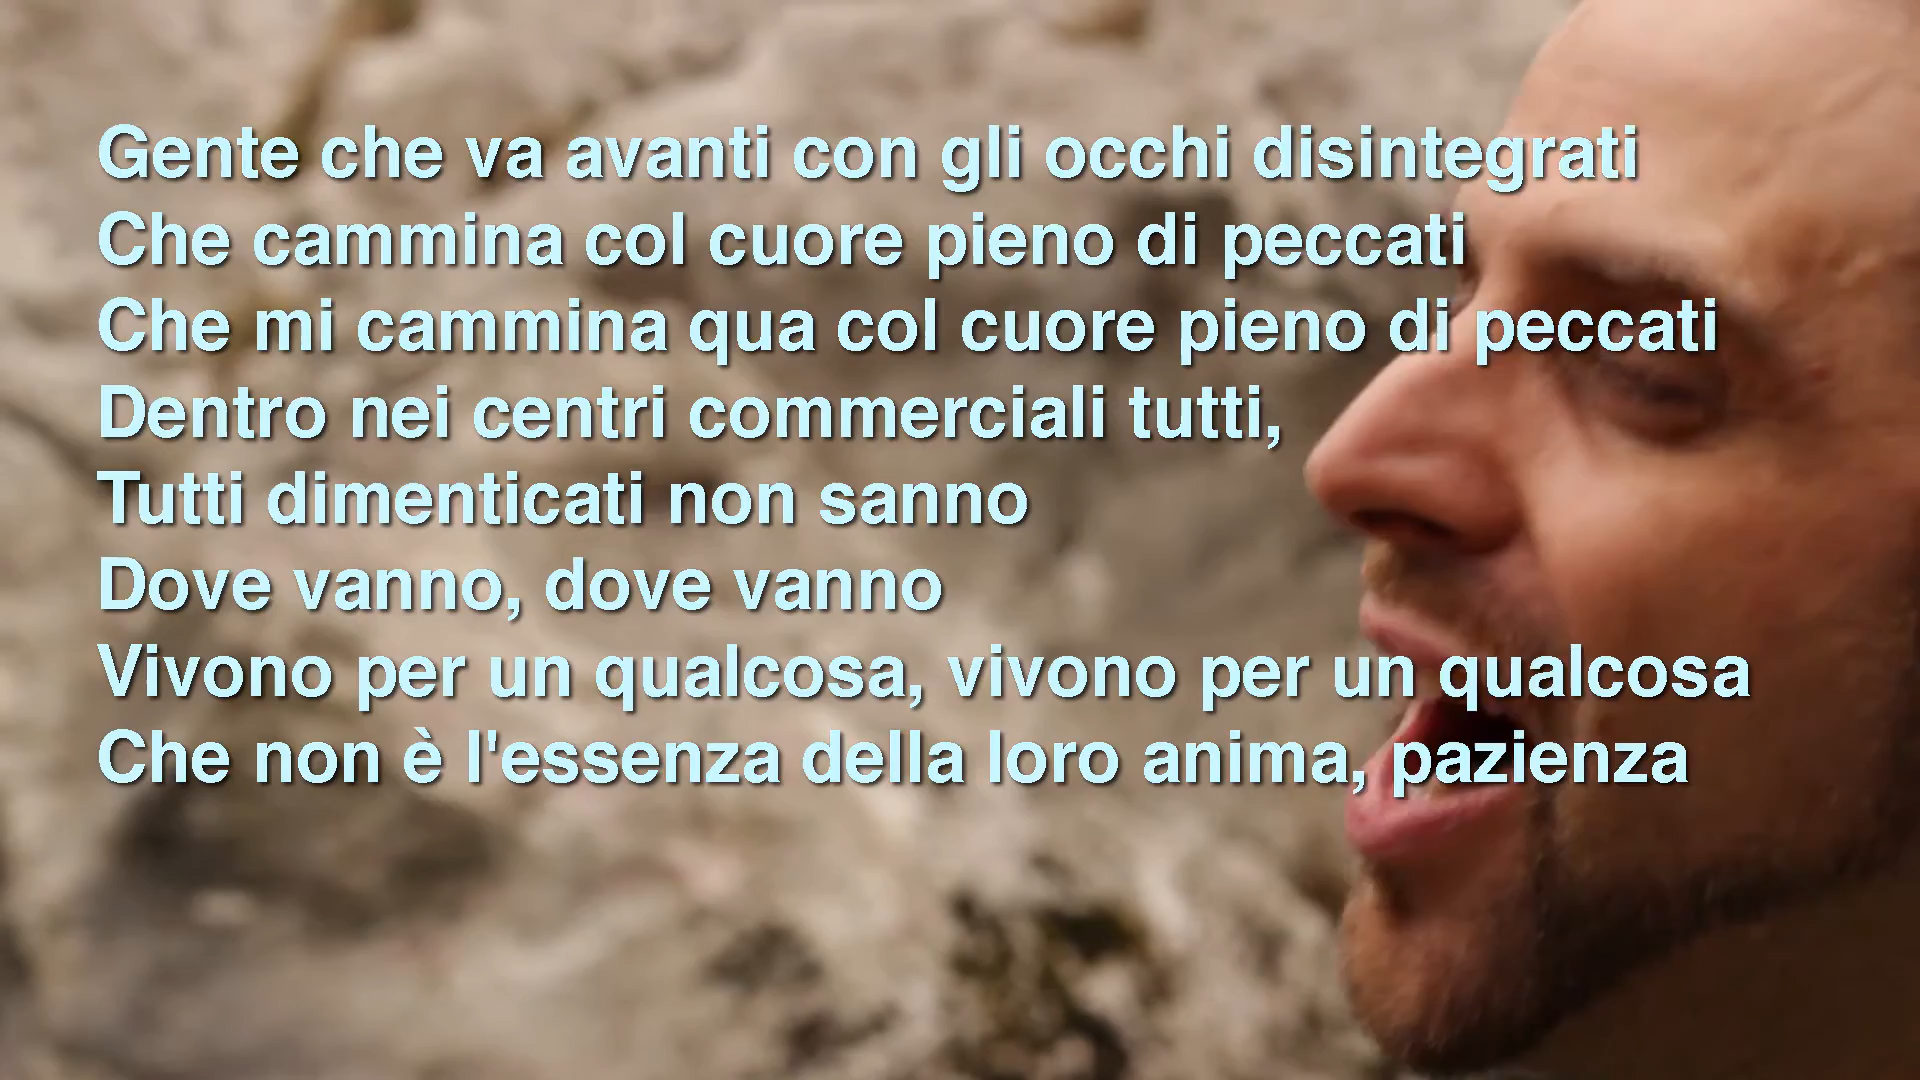 Gente che va avanti con gli occhi disintegrati
Che cammina col cuore pieno di peccati
Che mi cammina qua col cuore pieno di peccati
Dentro nei centri commerciali tutti,
Tutti dimenticati non sanno
Dove vanno, dove vanno
Vivono per un qualcosa, vivono per un qualcosa
Che non è l'essenza della loro anima, pazienza